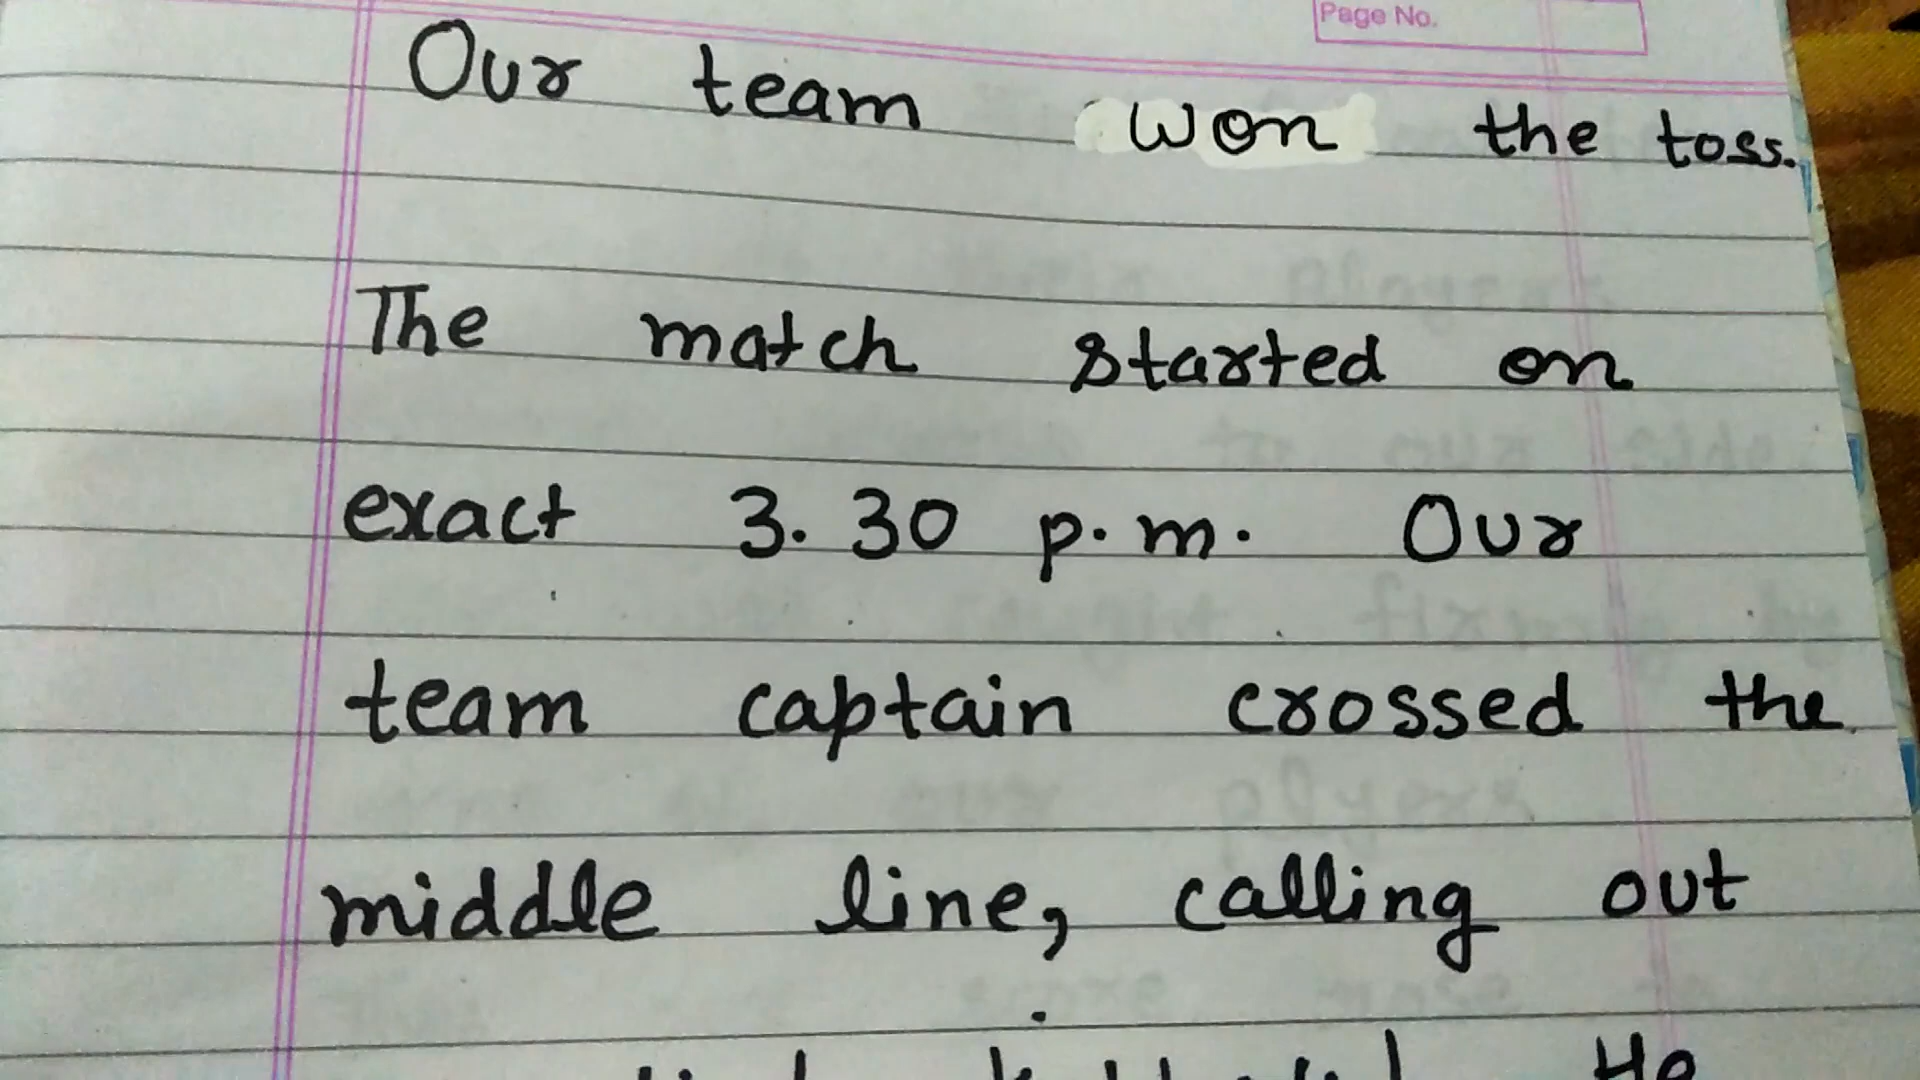 Page No.
Our team won the toss.
The match started on
exact 3.30 p.m. Our
team captain crossed the
middle line, calling out
He